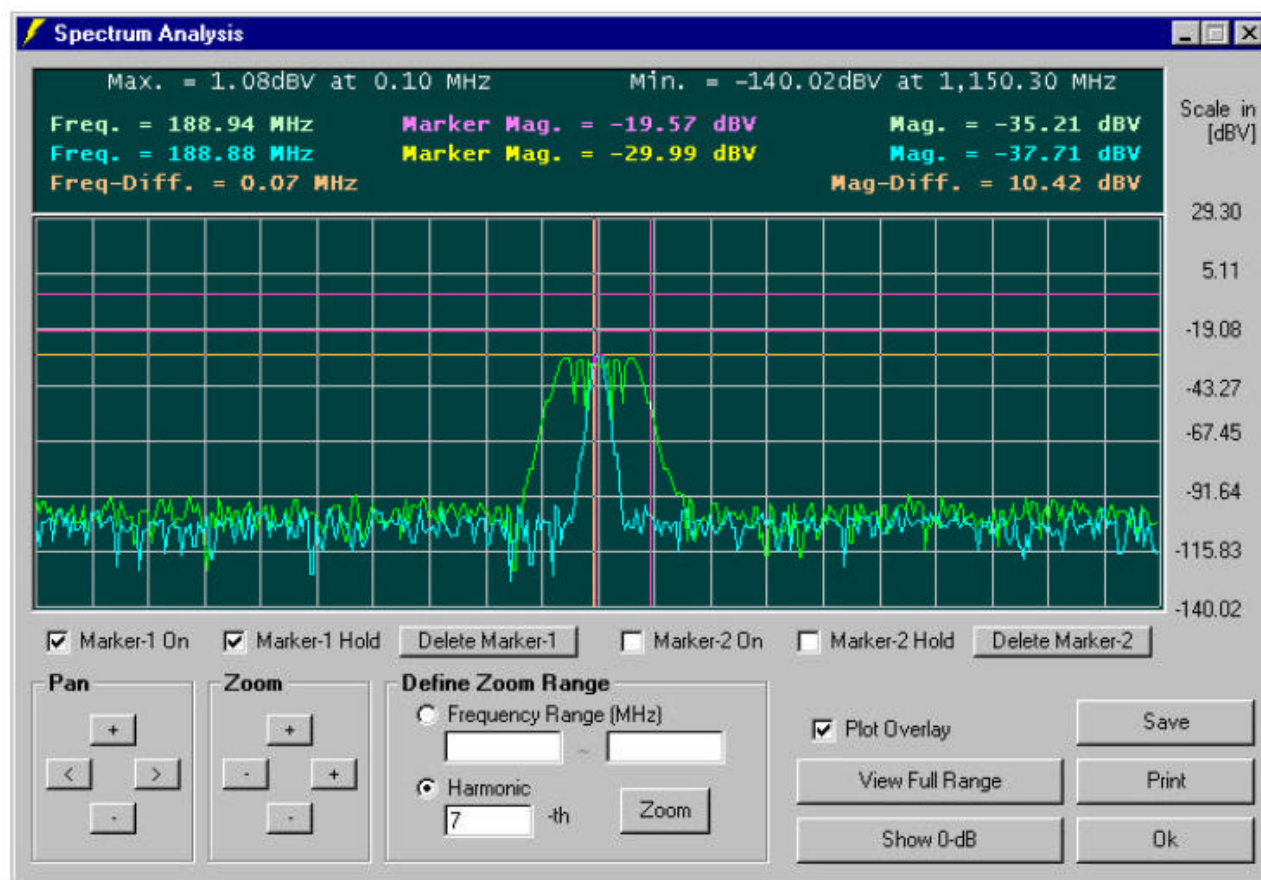 Spectrum Analysis
Max. = 1.08dBV at 0.10 MHz Min. = -140.02dBV at 1,150.30 MHz
Freq. = 188.94 MHz Marker Mag. = -19.57 dBV Mag. = -35.21 dBV
Freq. = 188.88 MHz Marker Mag. = -29.99 dBV Mag. = -37.71 dBV
Freq-Diff. = 0.07 MHz Mag-Diff. = 10.42 dBV
Scale in
[dBV]
29.30
5.11
-19.08
-43.27
-67.45
-91.64
-115.83
-140.02
Marker-1 On Marker-1 Hold Delete Marker-1 Marker-2 On Marker-2 Hold Delete Marker-2
Pan
+
< >
-
Zoom
+
- +
-
Define Zoom Range
Frequency Range (MHz)
~
Harmonic
7 -th Zoom
Plot Overlay
View Full Range
Show 0-dB
Save
Print
Ok